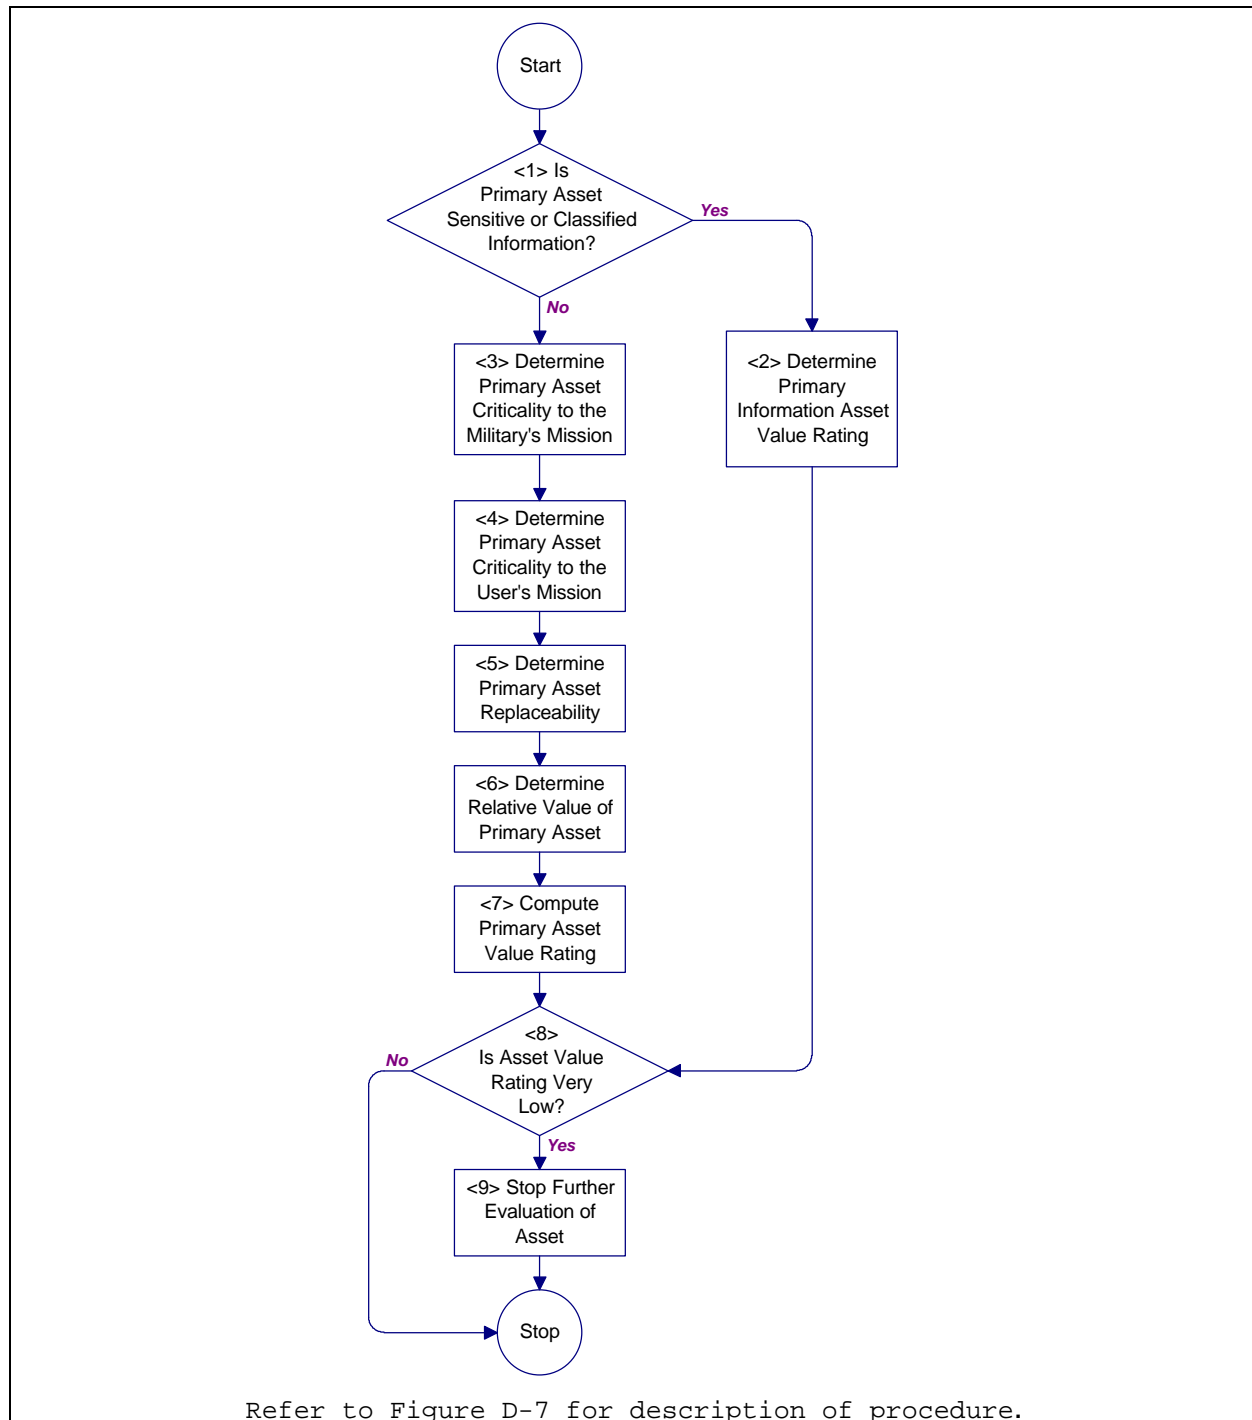 Start
<1> Is
Primary Asset
Sensitive or Classified
Information?
Yes
No
<3> Determine
Primary Asset
Criticality to the
Military's Mission
<2> Determine
Primary
Information Asset
Value Rating
<4> Determine
Primary Asset
Criticality to the
User's Mission
<5> Determine
Primary Asset
Replaceability
<6> Determine
Relative Value of
Primary Asset
<7> Compute
Primary Asset
Value Rating
<8>
Is Asset Value
Rating Very
Low?
No
Yes
<9> Stop Further
Evaluation of
Asset
Stop
Refer to Figure D-7 for description of procedure.